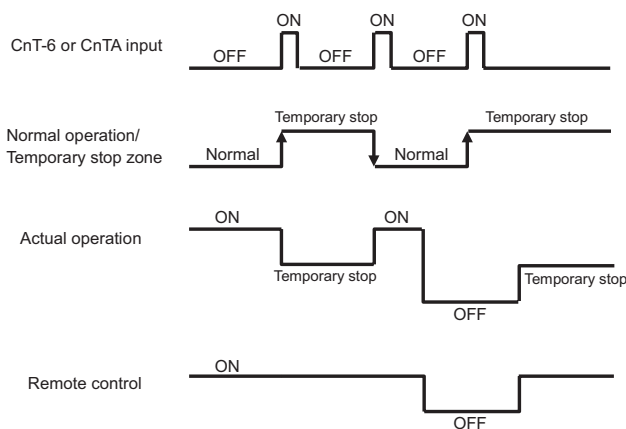 ON ON ON
CnT-6 or CnTA input
OFF OFF OFF
Temporary stop Temporary stop
Normal operation/
Temporary stop zone
Normal Normal
ON ON
Actual operation
Temporary stop Temporary stop
OFF
ON
Remote control
OFF